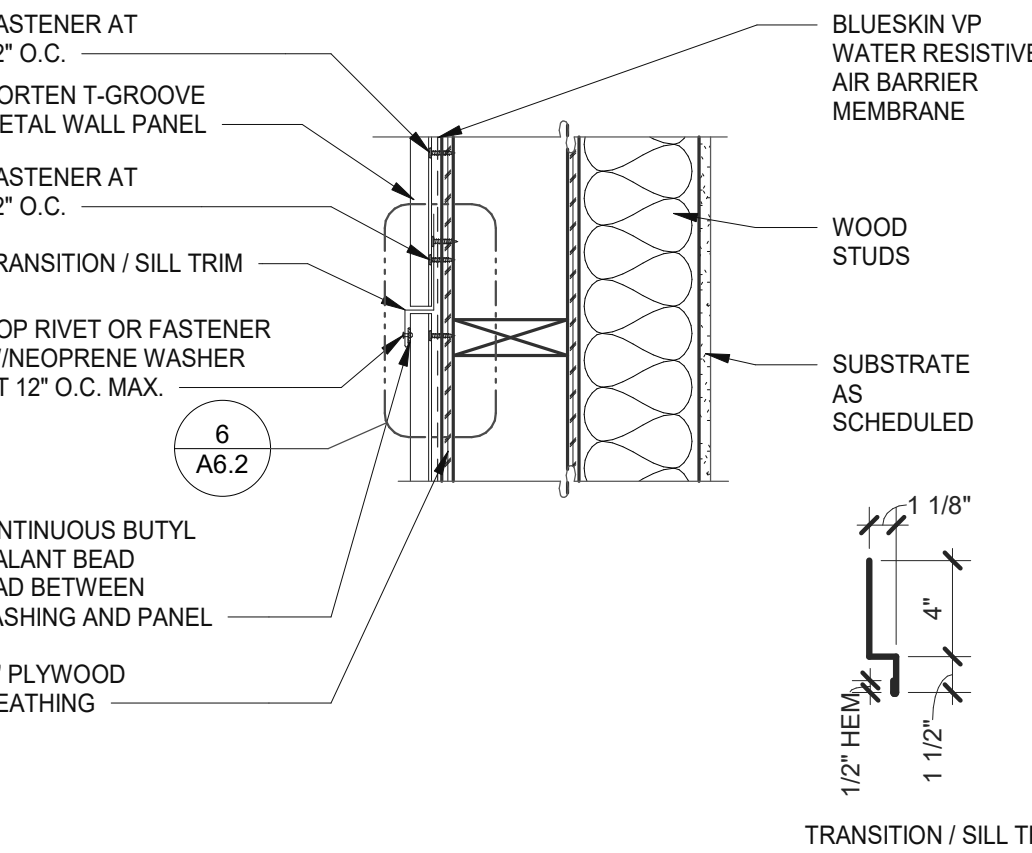 ASTENER AT
2" O.C.
ORTEN T-GROOVE
ETAL WALL PANEL
ASTENER AT
2" O.C.
RANSITION / SILL TRIM
OP RIVET OR FASTENER
/NEOPRENE WASHER
T 12" O.C. MAX.
6
A6.2
NTINUOUS BUTYL
ALANT BEAD
AD BETWEEN
ASHING AND PANEL
" PLYWOOD
EATHING
BLUESKIN VP
WATER RESISTIVE
AIR BARRIER
MEMBRANE
WOOD
STUDS
SUBSTRATE
AS
SCHEDULED
1 1/8"
4"
1 1/2"
1/2" HEM
TRANSITION / SILL T